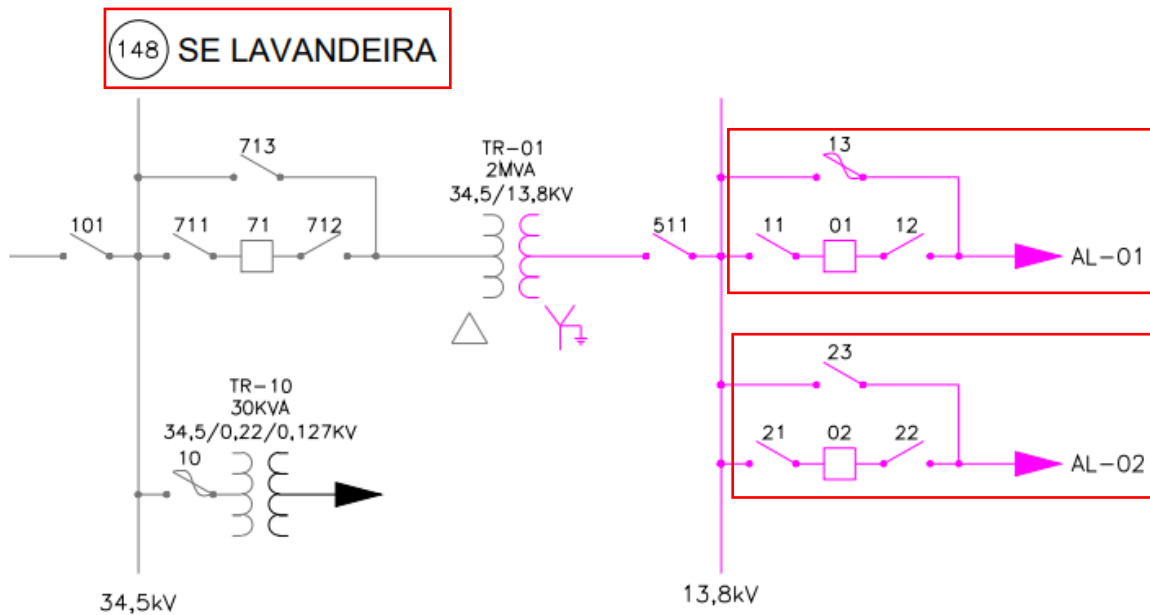 148 SE LAVANDEIRA
713
101
711
71
712
TR-01
2MVA
34,5/13,8KV
511
13
11
01
12
AL-01
23
21
02
22
AL-02
TR-10
30KVA
34,5/0,22/0,127KV
10
34,5kV
13,8kV